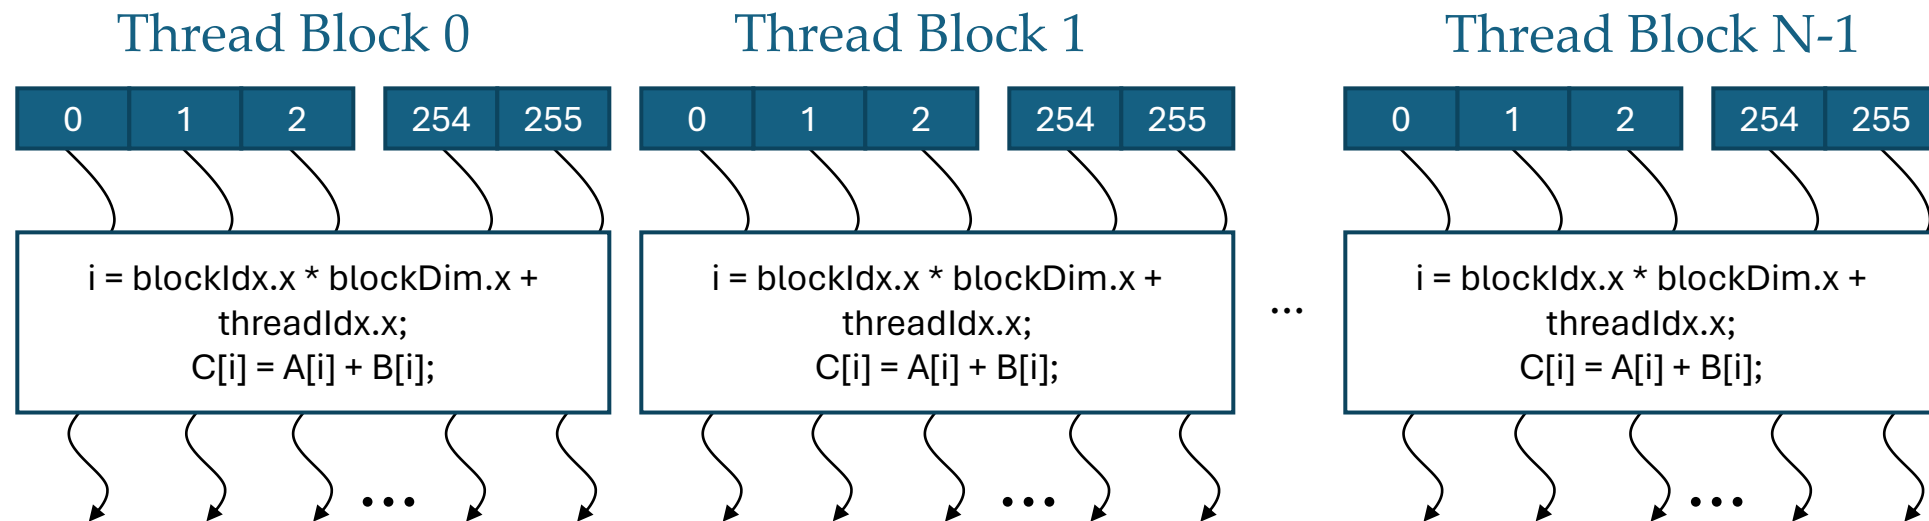 Thread Block 0
0 1 2 254 255
i = blockIdx.x * blockDim.x +
threadIdx.x;
C[i] = A[i] + B[i];
...
Thread Block 1
0 1 2 254 255
i = blockIdx.x * blockDim.x +
threadIdx.x;
C[i] = A[i] + B[i];
...
...
Thread Block N-1
0 1 2 254 255
i = blockIdx.x * blockDim.x +
threadIdx.x;
C[i] = A[i] + B[i];
...